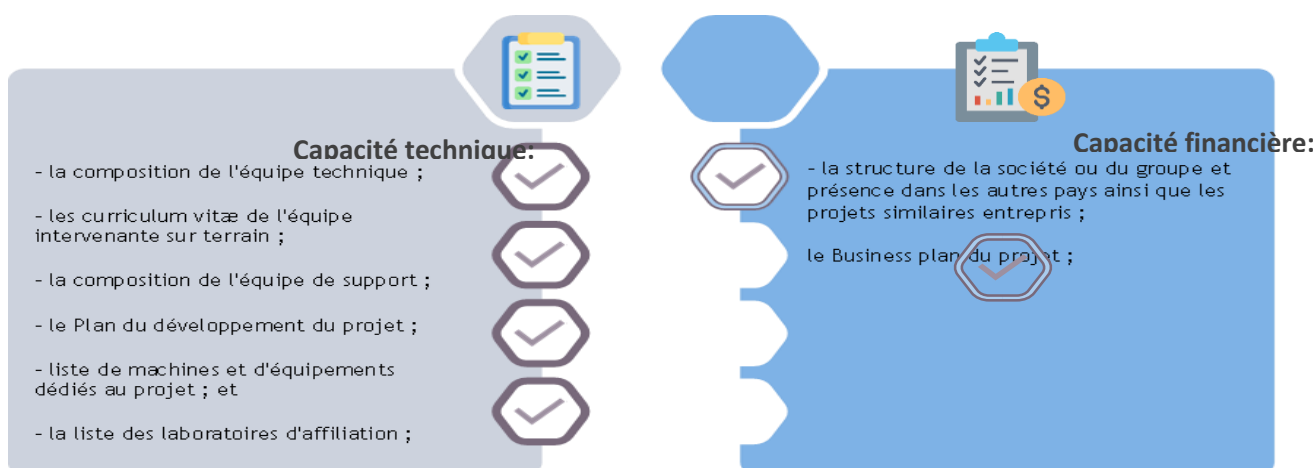 Capacité technique:
- la composition de l'équipe technique ;
- les curriculum vitæ de l'équipe
intervenante sur terrain ;
- la composition de l'équipe de support ;
- le Plan du développement du projet ;
- liste de machines et d'équipements
dédiés au projet ; et
- la liste des laboratoires d'affiliation ;
Capacité financière:
- la structure de la société ou du groupe et
présence dans les autres pays ainsi que les
projets similaires entrepris ;
le Business plan du projet ;